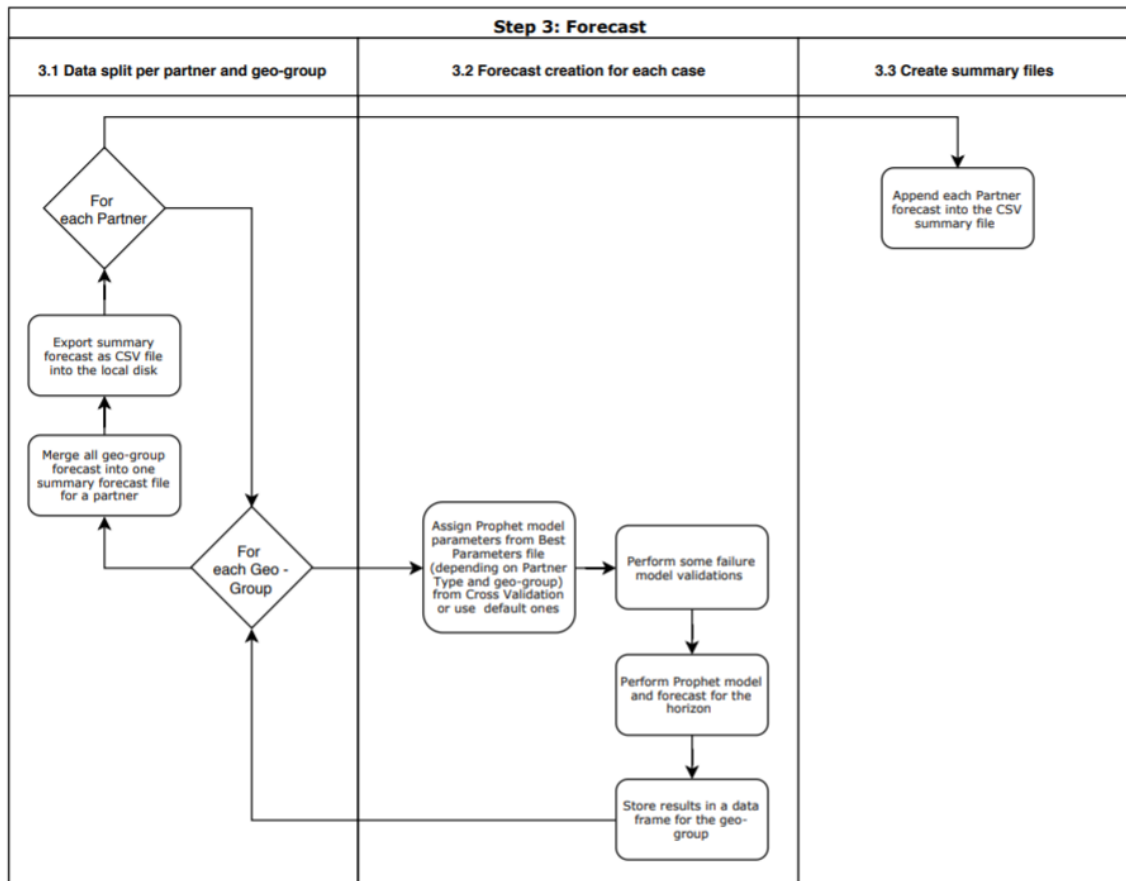 Step 3: Forecast
3.1 Data split per partner and geo-group
3.2 Forecast creation for each case
3.3 Create summary files
For
each Partner
Append each Partner
forecast into the CSV
summary file
Export summary
forecast as CSV file
into the local disk
Merge all geo-group
forecast into one
summary forecast file
for a partner
For
each Geo -
Group
Assign Prophet model
parameters from Best
Parameters file
(depending on Partner
Type and geo-group)
from Cross Validation
or use default ones
Perform some failure
model validations
Perform Prophet model
and forecast for the
horizon
Store results in a data
frame for the geo-
group